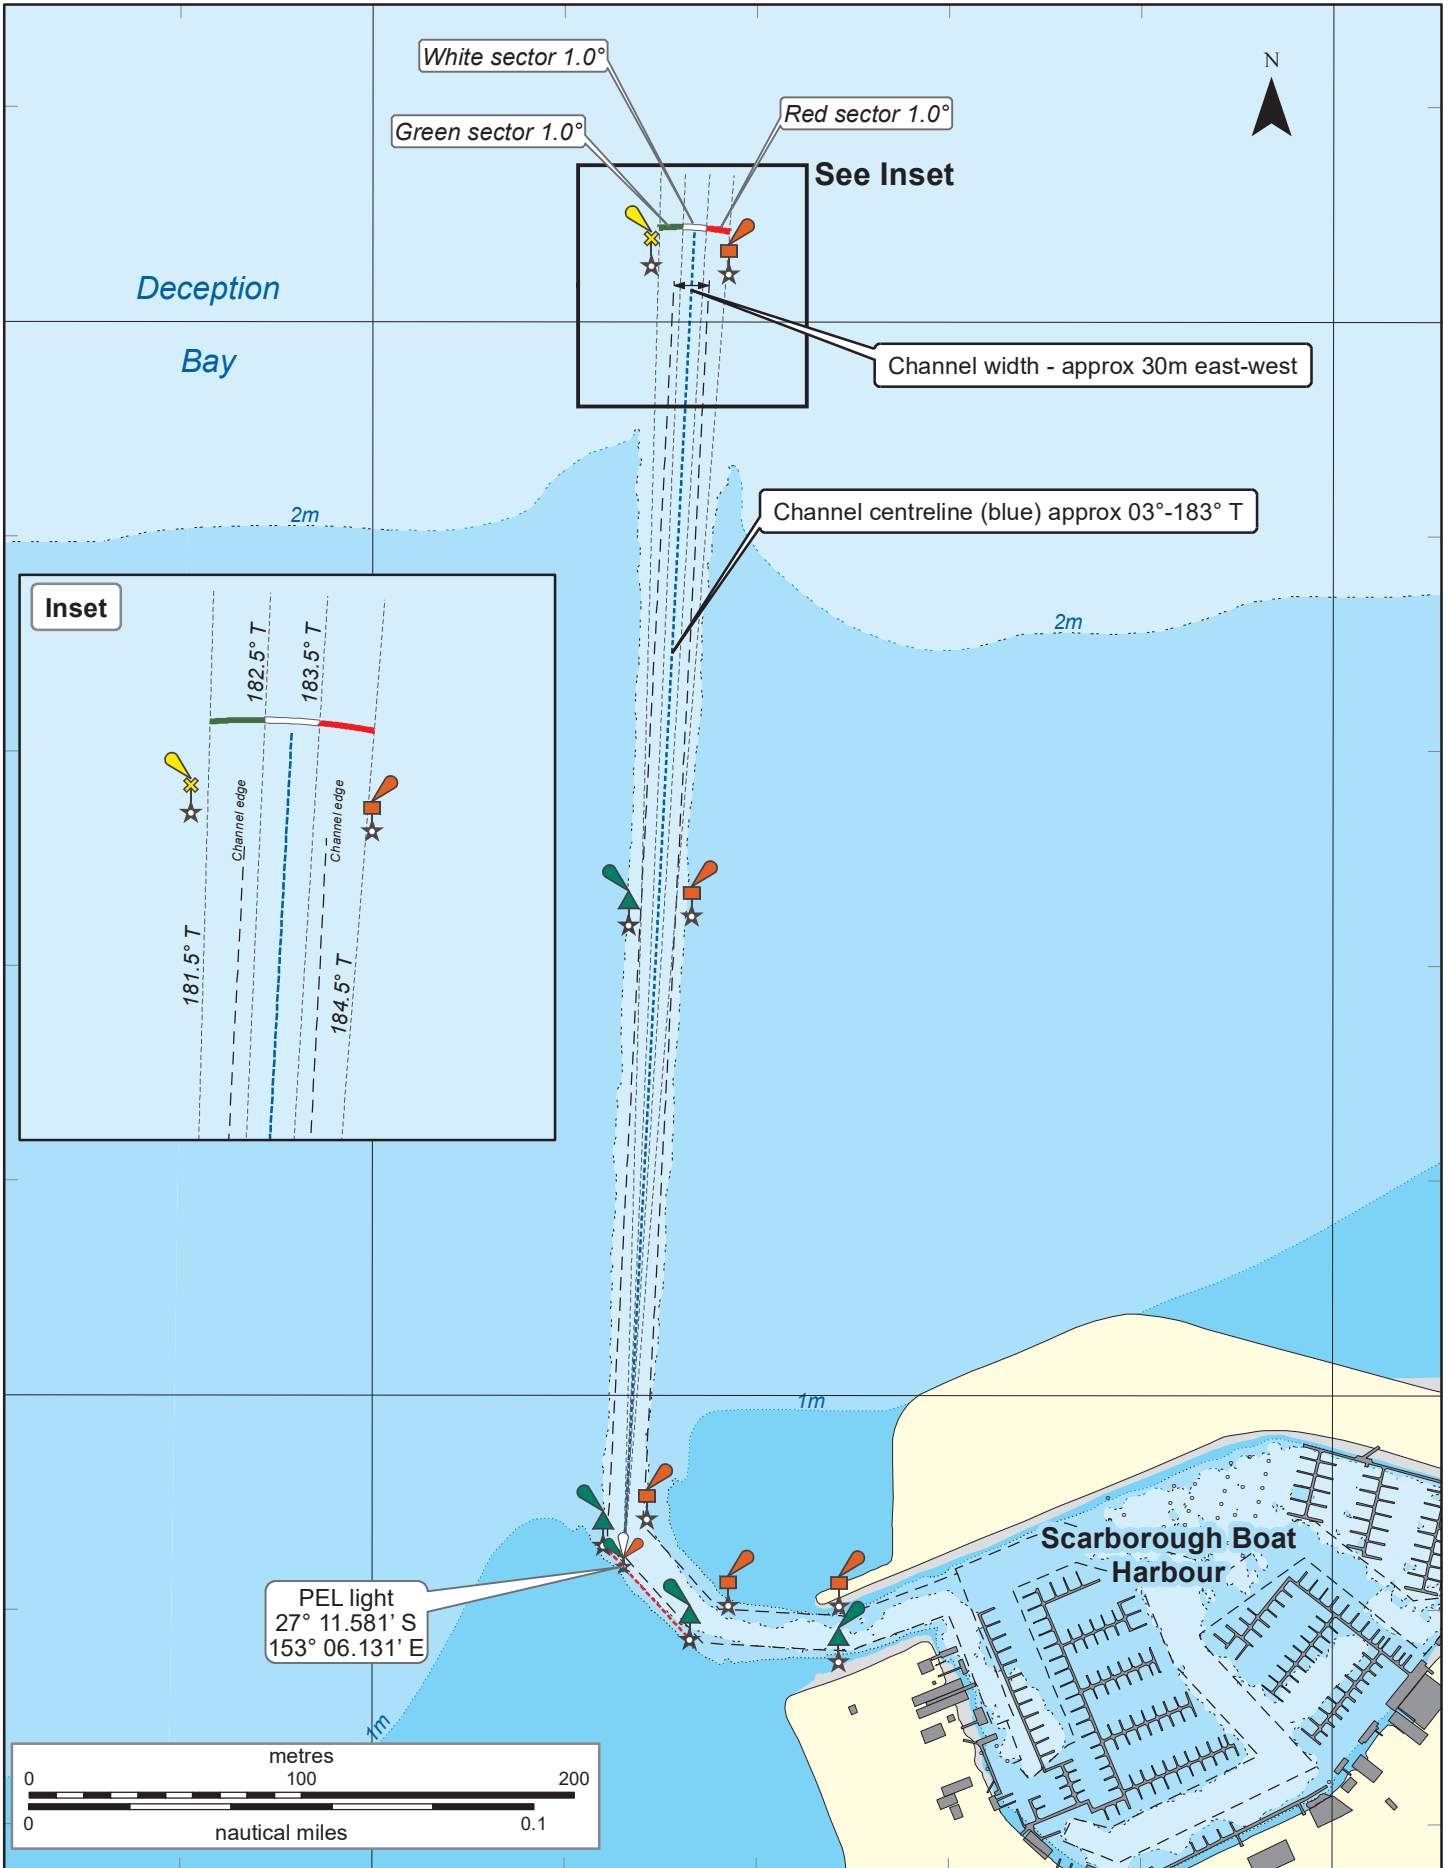 White sector 1.0°
N
Red sector 1.0°
Green sector 1.0°
See Inset
Deception
Bay
Channel width - approx 30m east-west
2m
Channel centreline (blue) approx 03°-183° T
2m
Inset
182.5° T
183.5° T
Channel edge
Channel edge
181.5° T
184.5° T
1m
Scarborough Boat
Harbour
PEL light
27° 11.581’ S
153° 06.131’ E
1m
metres
0 100 200
0 0.1
nautical miles